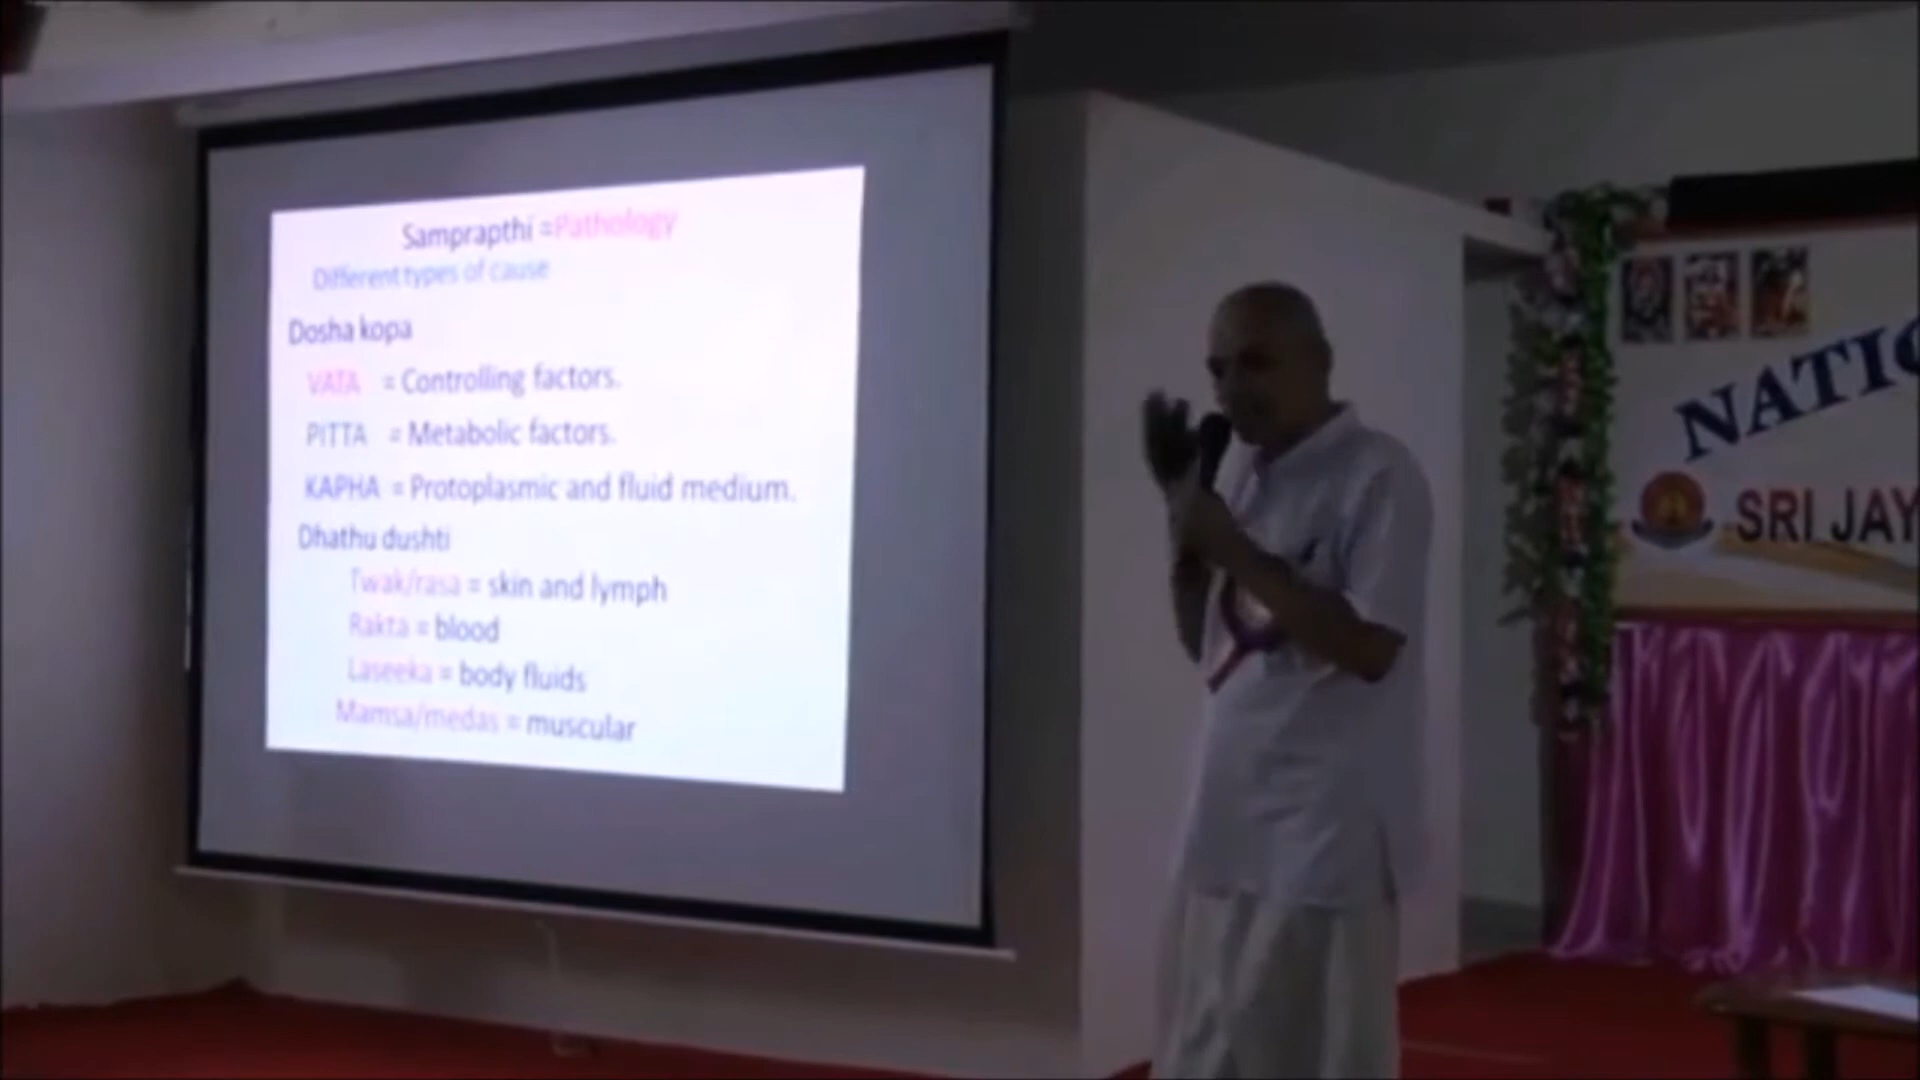 Samprapthi =Pathology
Different types of cause
Dosha kopa
VATA = Controlling factors.
PITTA = Metabolic factors.
KAPHA = Protoplasmic and fluid medium.
Dhathu dushti
Twak/rasa = skin and lymph
Rakta = blood
Laseeka = body fluids
Mamsa/medas = muscular
NATIO
SRI JAY